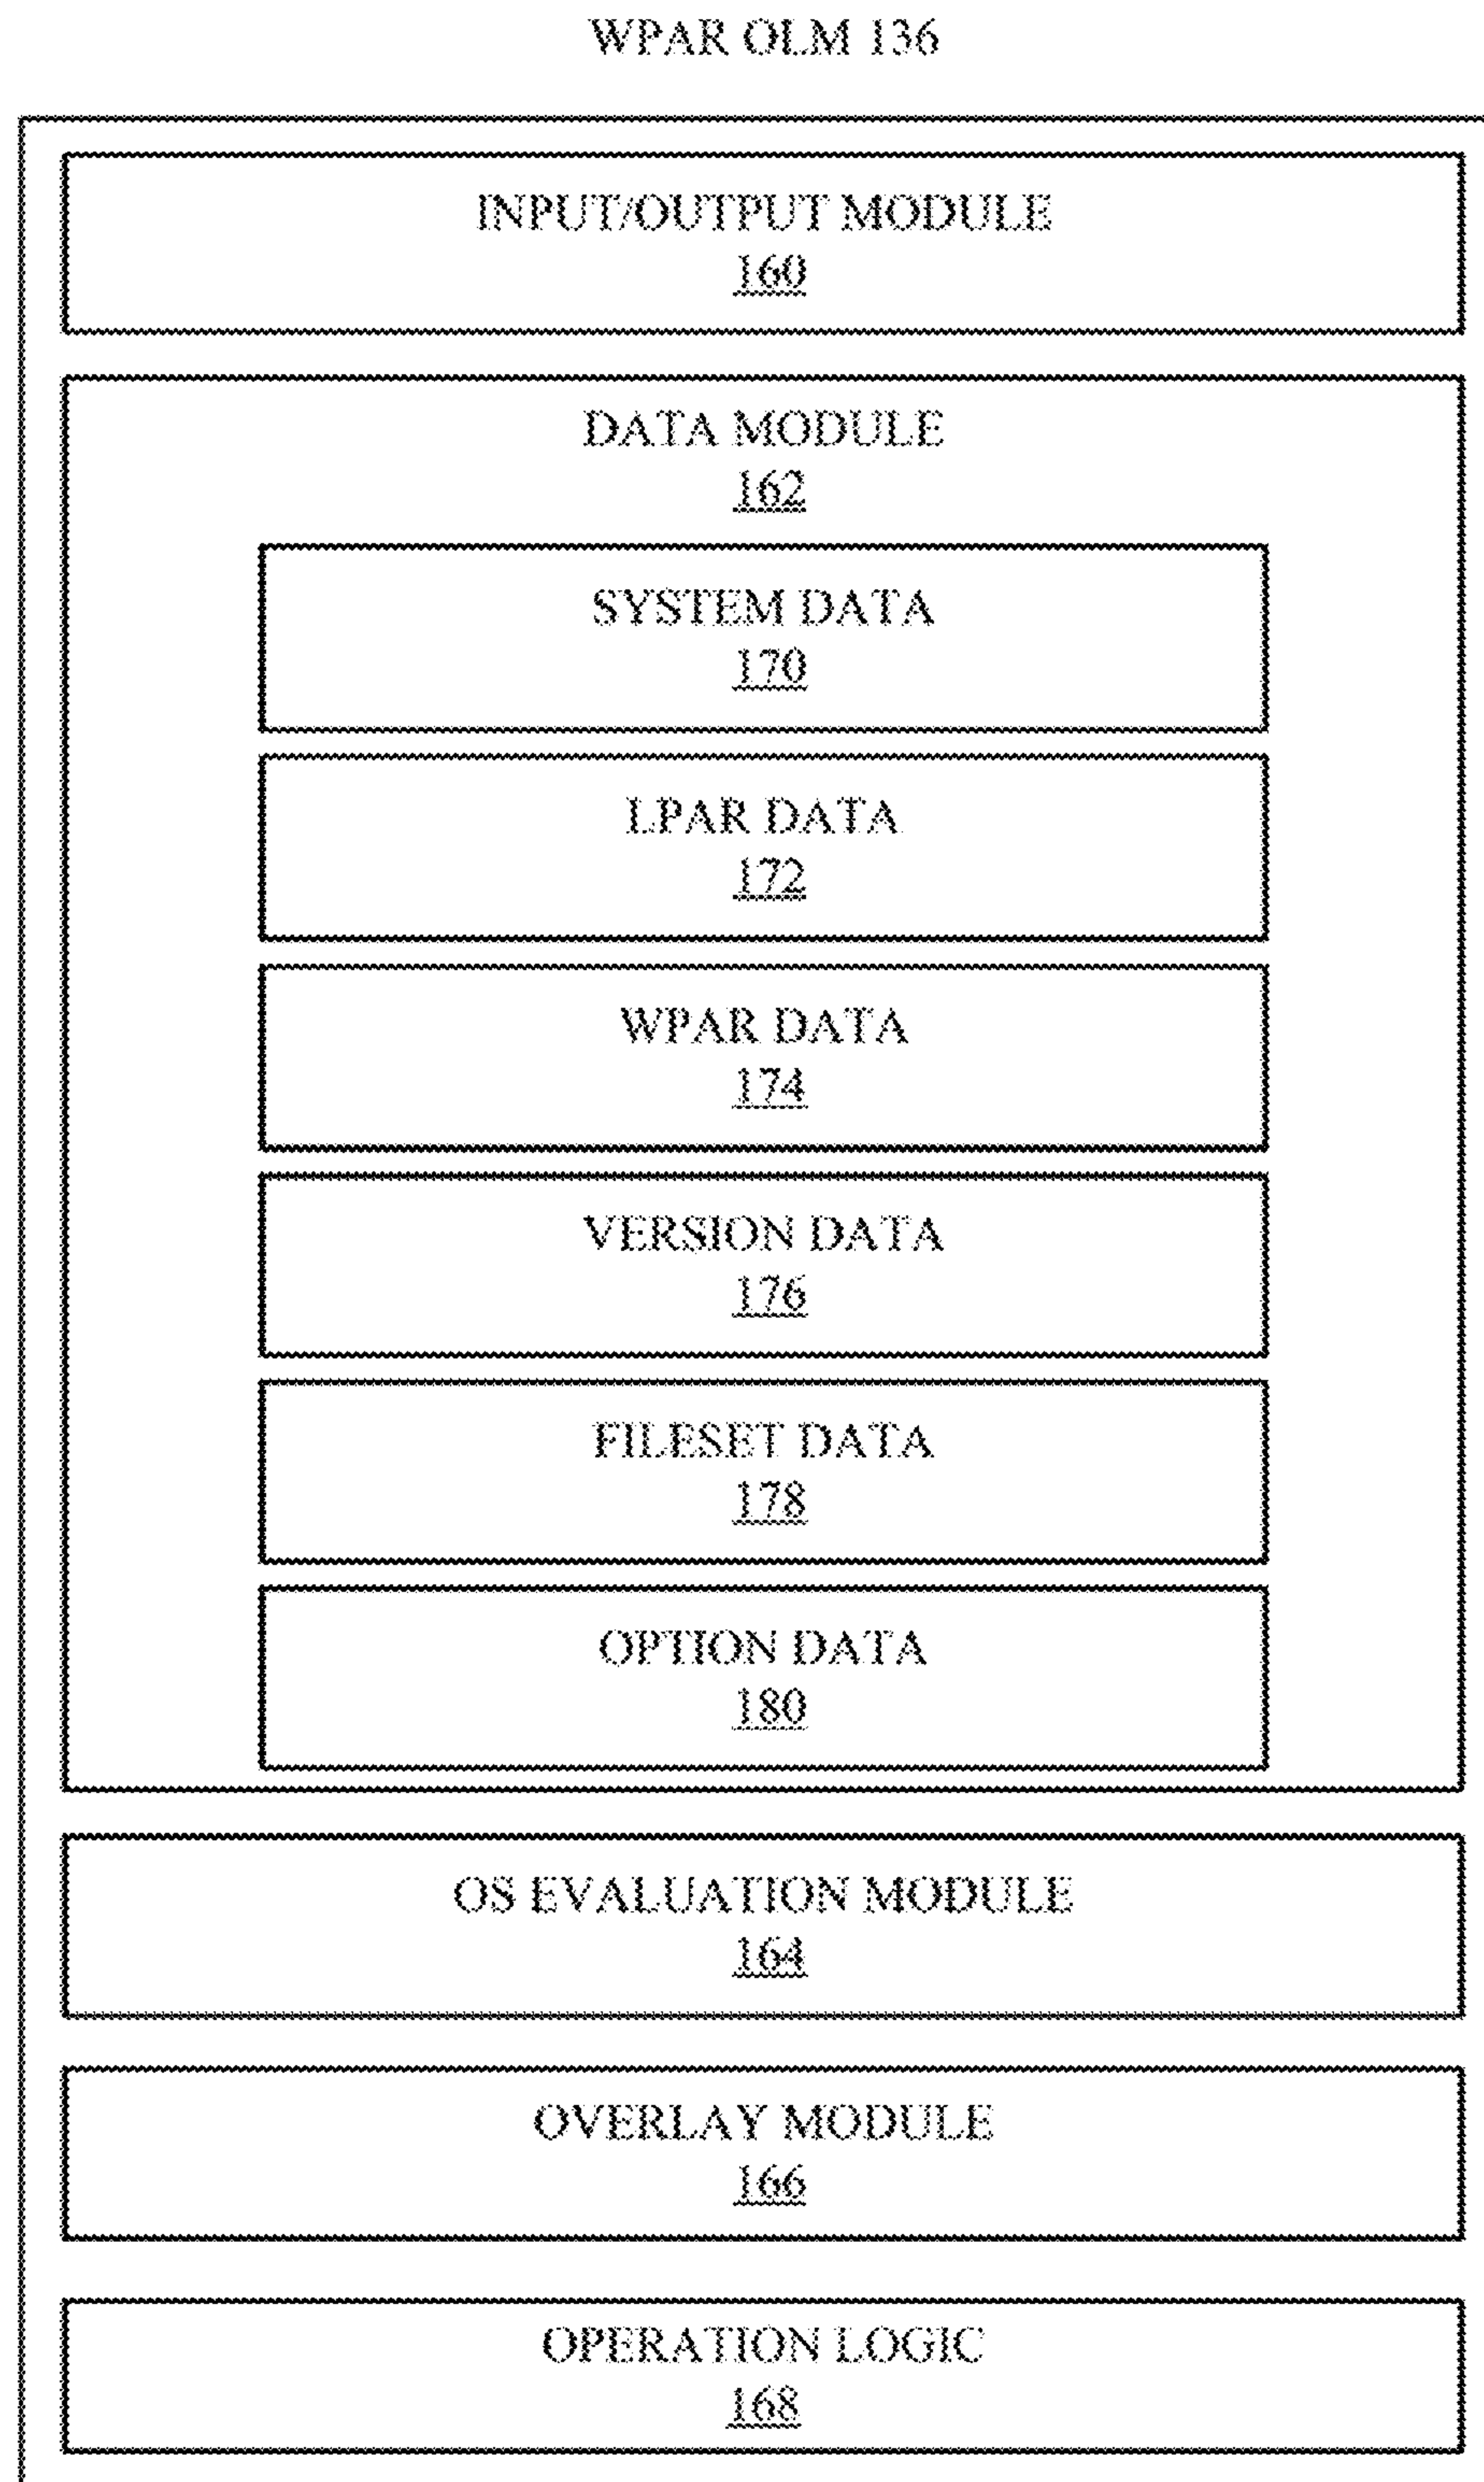 WPAR OLM 136
INPUT/OUTPUT MODULE
160
DATA MODULE
162
SYSTEM DATA
170
LPAR DATA
172
WPAR DATA
174
VERSION DATA
176
FILESET DATA
178
OPTION DATA
180
OS EVALUATION MODULE
164
OVERLAY MODULE
166
OPERATION LOGIC
168